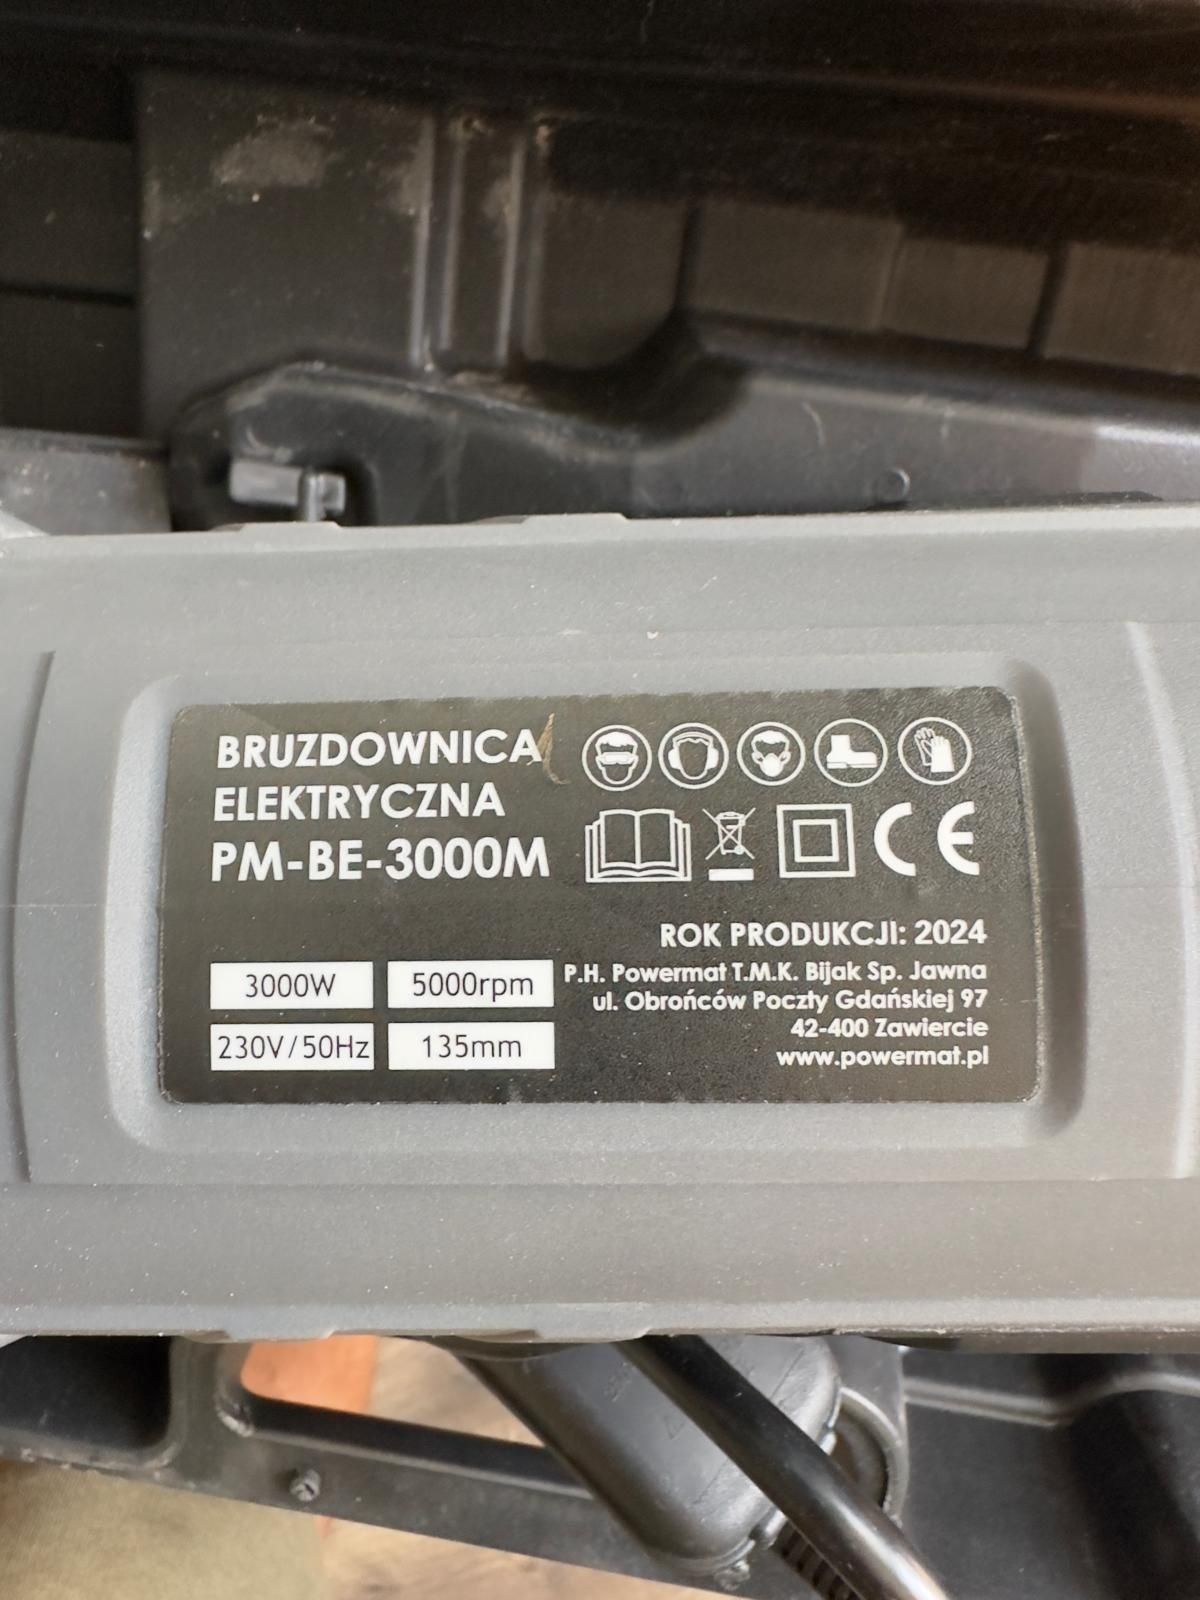 BRUZDOWNICA
ELEKTRYCZNA
PM-BE-3000M
CE
ROK PRODUKCJI: 2024
3000W 5000rpm
230V/50Hz 135mm
P.H. Powermat T.M.K. Bijak Sp. Jawna
ul. Obrońców Poczty Gdańskiej 97
42-400 Zawiercie
www.powermat.pl